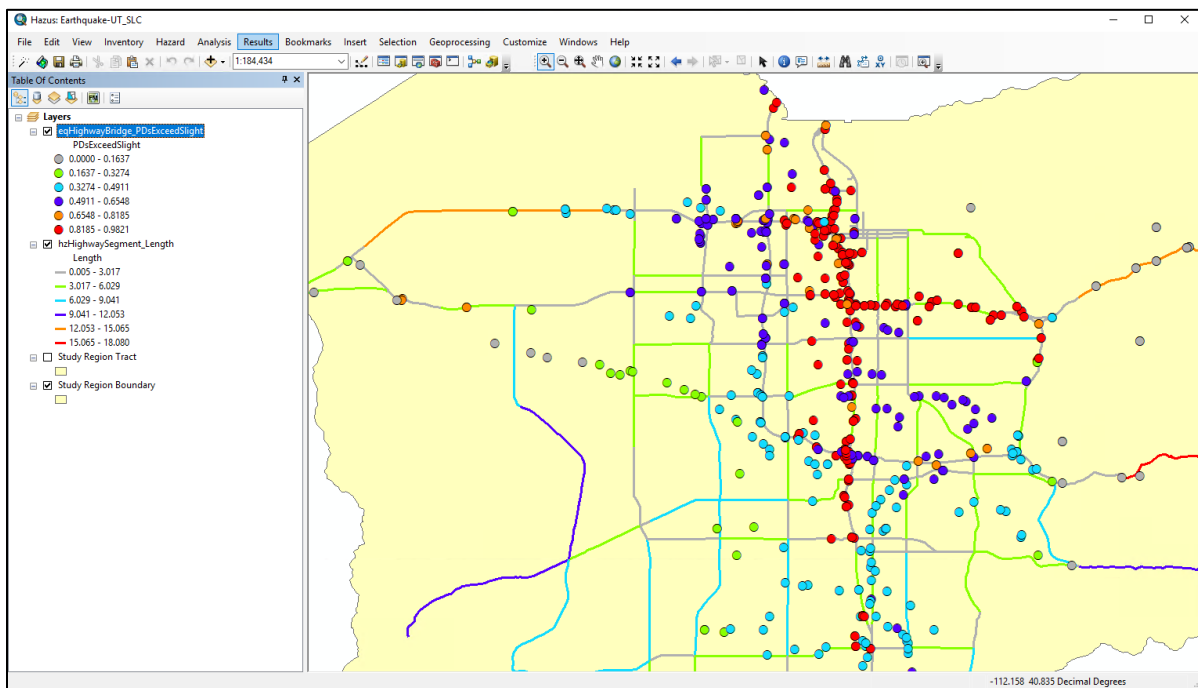 Hazus: Earthquake-UT_SLC
File Edit View Inventory Hazard Analysis Results Bookmarks Insert Selection Geoprocessing Customize Windows Help
1:184,434
Table Of Contents
Layers
eqHighwayBridge_PDsExceedSlight
PDsExceedSlight
0.0000 - 0.1637
0.1637 - 0.3274
0.3274 - 0.4911
0.4911 - 0.6548
0.6548 - 0.8185
0.8185 - 0.9821
hzHighwaySegment_Length
Length
0.005 - 3.017
3.017 - 6.029
6.029 - 9.041
9.041 - 12.053
12.053 - 15.065
15.065 - 18.080
Study Region Tract
Study Region Boundary
-112.158 40.835 Decimal Degrees